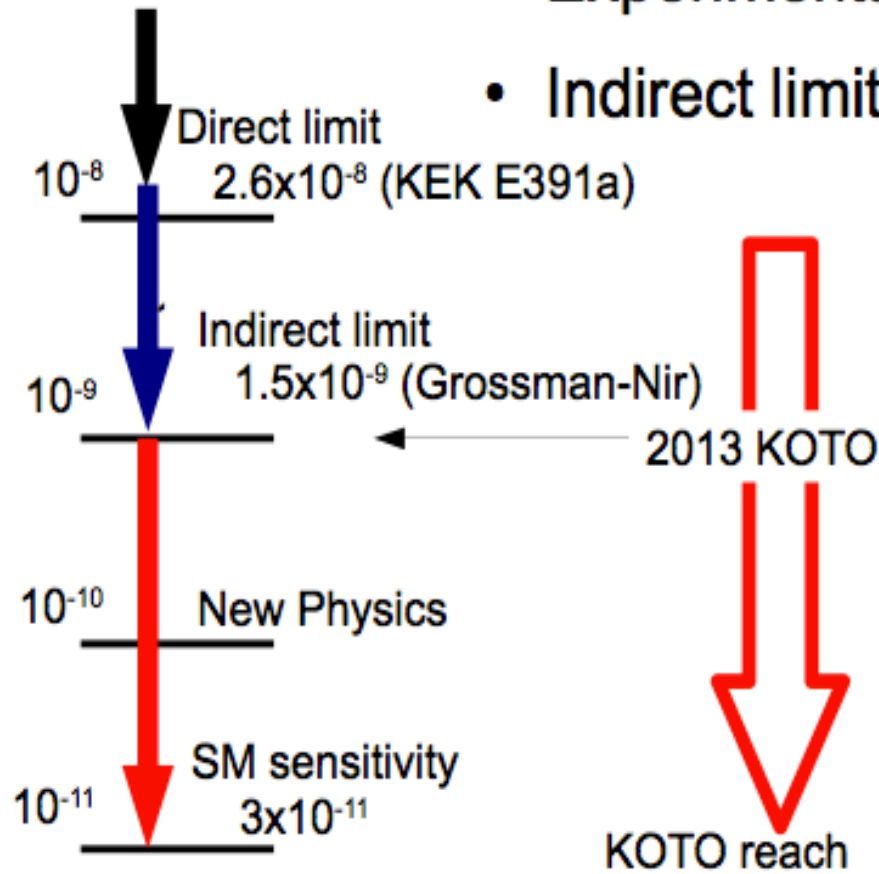 Experiments
• Indirect limit
Direct limit
10⁻⁸ 2.6x10⁻⁸ (KEK E391a)
Indirect limit
10⁻⁹ 1.5x10⁻⁹ (Grossman-Nir)
2013 KOTO
10⁻¹⁰ New Physics
SM sensitivity
10⁻¹¹ 3x10⁻¹¹
KOTO reach